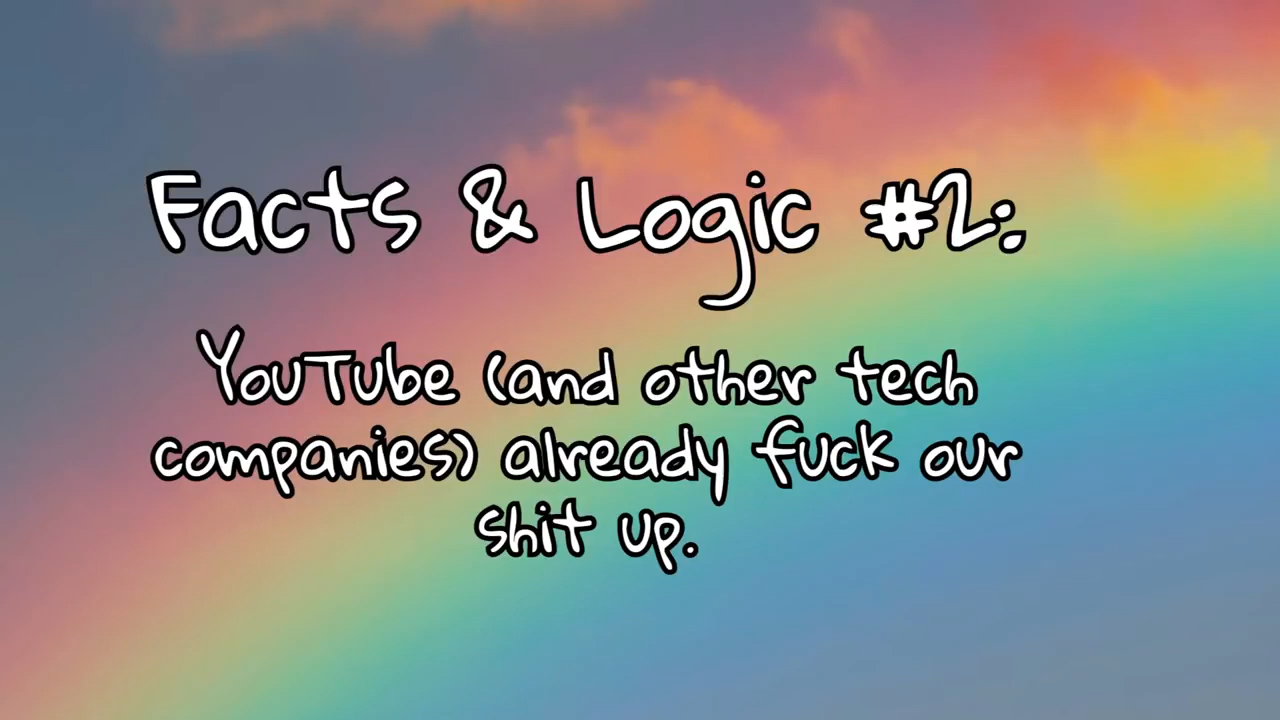 Facts & Logic #2:
YouTube (and other tech
companies) already fuck our
shit up.